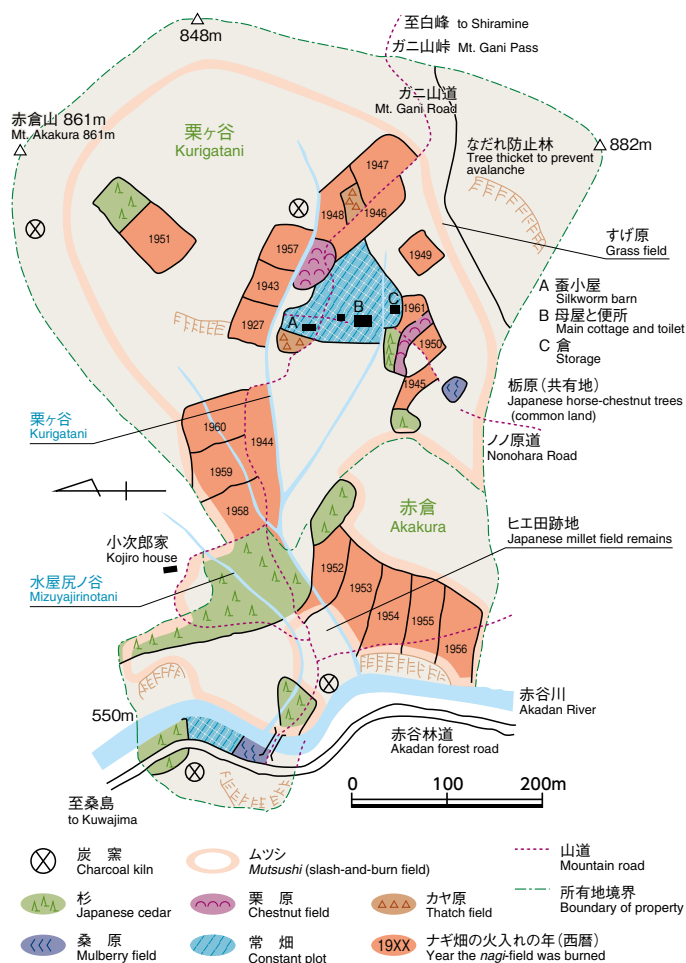 848m
至白峰 to Shiramine
ガニ山峠 Mt. Gani Pass
ガニ山道
Mt. Gani Road
赤倉山 861m
Mt. Akakura 861m
栗ヶ谷
Kurigatani
なだれ防止林
Tree thicket to prevent
avalanche
882m
1947
1948
1946
1951
1957
1949
すげ原
Grass field
1943
1927
A
B
C
1961
1950
1945
A 蚕小屋
Silkworm barn
B 母屋と便所
Main cottage and toilet
C 倉
Storage
栃原（共有地）
Japanese horse-chestnut trees
(common land)
ノノ原道
Nonohara Road
栗ヶ谷
Kurigatani
1960
1944
1959
1958
赤倉
Akakura
ヒエ田跡地
Japanese millet field remains
小次郎家
Kojiro house
水屋尻ノ谷
Mizuyajirinotani
1952
1953
1954
1955
1956
550m
赤谷川
Akadan River
赤谷林道
Akadan forest road
至桑島
to Kuwajima
0 100 200m
炭 窯
Charcoal kiln
ムツシ
Mutsushi (slash-and-burn field)
山道
Mountain road
杉
Japanese cedar
栗 原
Chestnut field
カヤ原
Thatch field
所有地境界
Boundary of property
桑 原
Mulberry field
常 畑
Constant plot
19XX
ナギ畑の火入れの年（西暦）
Year the nagi-field was burned